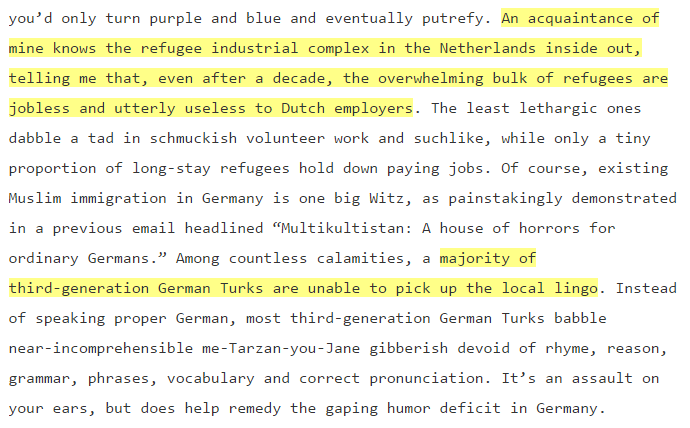 you’d only turn purple and blue and eventually putrefy. An acquaintance of
mine knows the refugee industrial complex in the Netherlands inside out,
telling me that, even after a decade, the overwhelming bulk of refugees are
jobless and utterly useless to Dutch employers. The least lethargic ones
dabble a tad in schmuckish volunteer work and suchlike, while only a tiny
proportion of long-stay refugees hold down paying jobs. Of course, existing
Muslim immigration in Germany is one big Witz, as painstakingly demonstrated
in a previous email headlined “Multikultistan: A house of horrors for
ordinary Germans.” Among countless calamities, a majority of
third-generation German Turks are unable to pick up the local lingo. Instead
of speaking proper German, most third-generation German Turks babble
near-incomprehensible me-Tarzan-you-Jane gibberish devoid of rhyme, reason,
grammar, phrases, vocabulary and correct pronunciation. It’s an assault on
your ears, but does help remedy the gaping humor deficit in Germany.